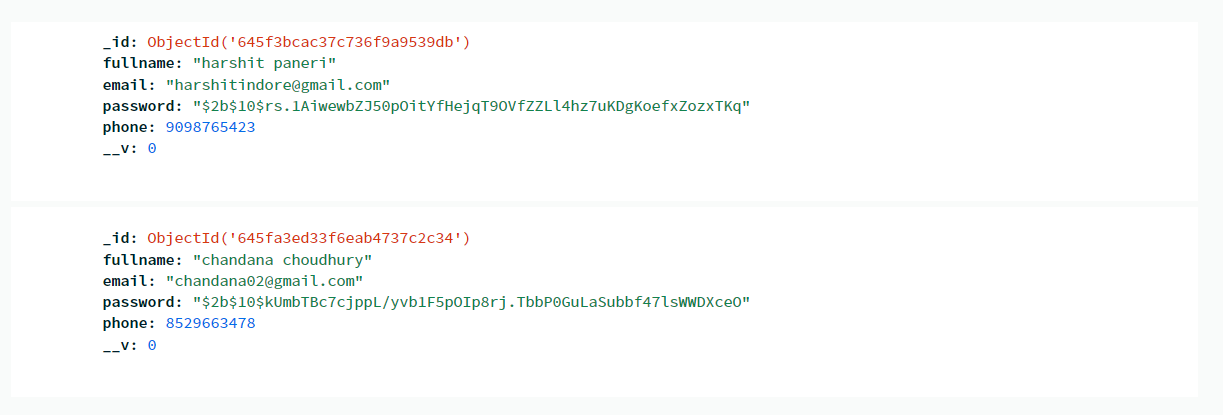 _id: ObjectId('645f3bcac37c736f9a9539db')
fullname: "harshit paneri"
email: "harshitindore@gmail.com"
password: "$2b$10$rs.1AiwewbZJ50pOitYfHejqT9OVfZZLl4hz7uKDgKoefxZozxTKq"
phone: 9098765423
__v: 0
_id: ObjectId('645fa3ed33f6eab4737c2c34')
fullname: "chandana choudhury"
email: "chandana02@gmail.com"
password: "$2b$10$kUmbTBc7cjppL/yvb1F5pOIp8rj.TbbP0GuLaSubbf47lsWWDXceO"
phone: 8529663478
__v: 0